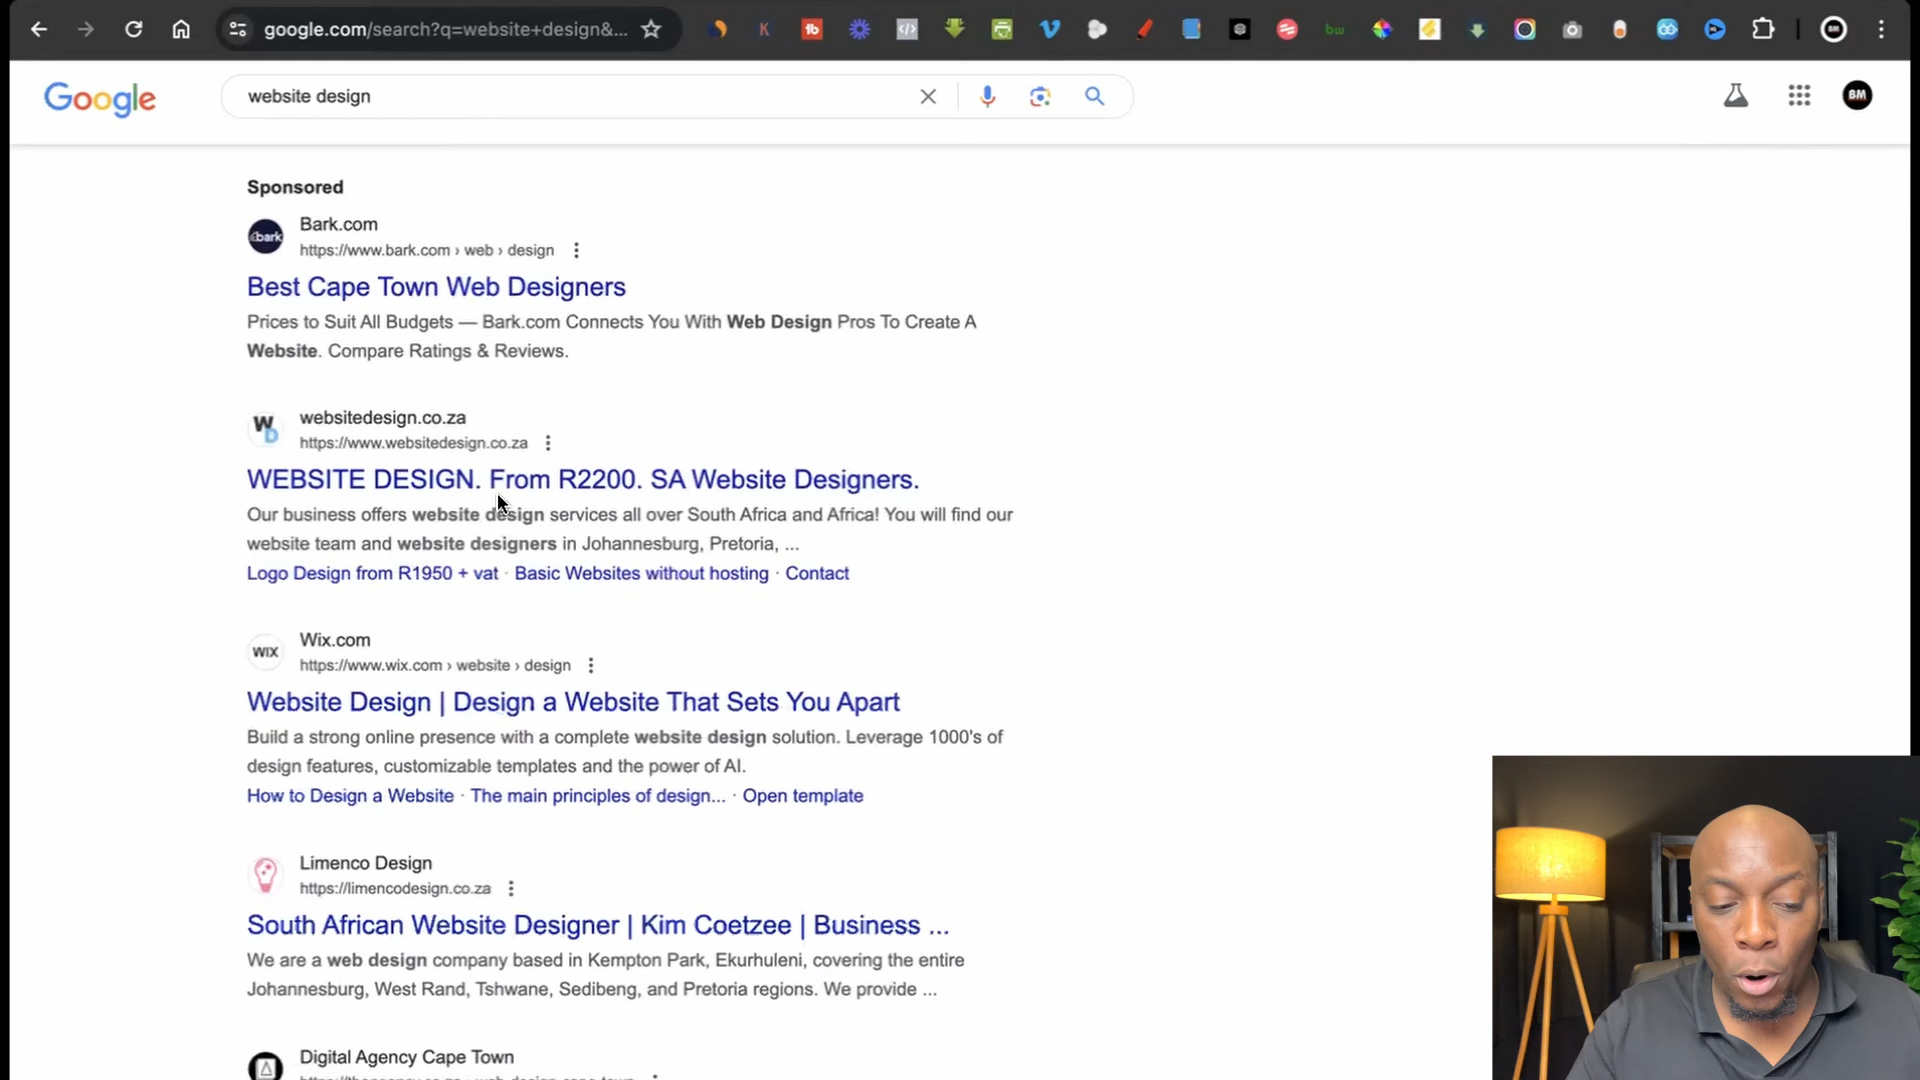 google.com/search?q=website+design&...
Google
website design
BM
Sponsored
bark
Bark.com
https://www.bark.com › web › design
Best Cape Town Web Designers
Prices to Suit All Budgets — Bark.com Connects You With Web Design Pros To Create A
Website. Compare Ratings & Reviews.
WD
websitedesign.co.za
https://www.websitedesign.co.za
WEBSITE DESIGN. From R2200. SA Website Designers.
Our business offers website design services all over South Africa and Africa! You will find our
website team and website designers in Johannesburg, Pretoria, ...
Logo Design from R1950 + vat · Basic Websites without hosting · Contact
WIX
Wix.com
https://www.wix.com › website › design
Website Design | Design a Website That Sets You Apart
Build a strong online presence with a complete website design solution. Leverage 1000's of
design features, customizable templates and the power of AI.
How to Design a Website · The main principles of design... · Open template
Limenco Design
https://limencodesign.co.za
South African Website Designer | Kim Coetzee | Business ...
We are a web design company based in Kempton Park, Ekurhuleni, covering the entire
Johannesburg, West Rand, Tshwane, Sedibeng, and Pretoria regions. We provide ...
Digital Agency Cape Town